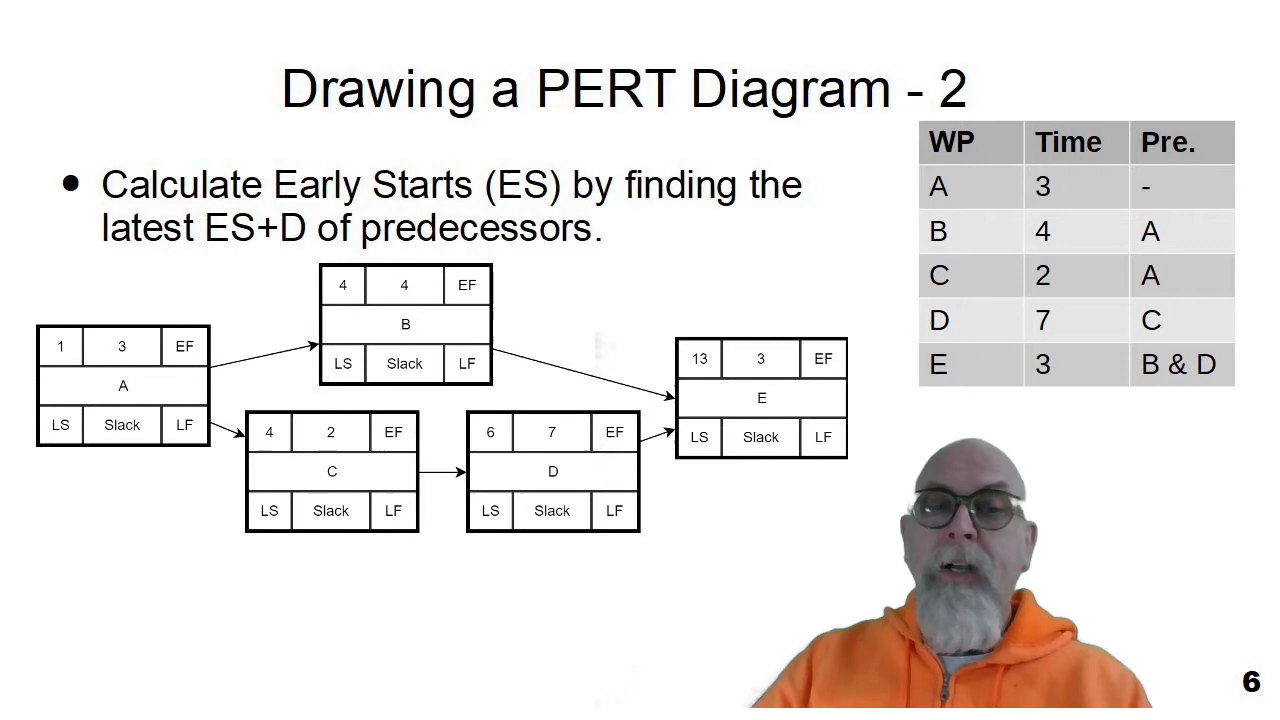 Drawing a PERT Diagram - 2
• Calculate Early Starts (ES) by finding the
latest ES+D of predecessors.
WP Time Pre.
A 3 -
B 4 A
C 2 A
D 7 C
E 3 B & D
1 3 EF
A
LS Slack LF
4 4 EF
B
LS Slack LF
4 2 EF
C
LS Slack LF
6 7 EF
D
LS Slack LF
13 3 EF
E
LS Slack LF
6